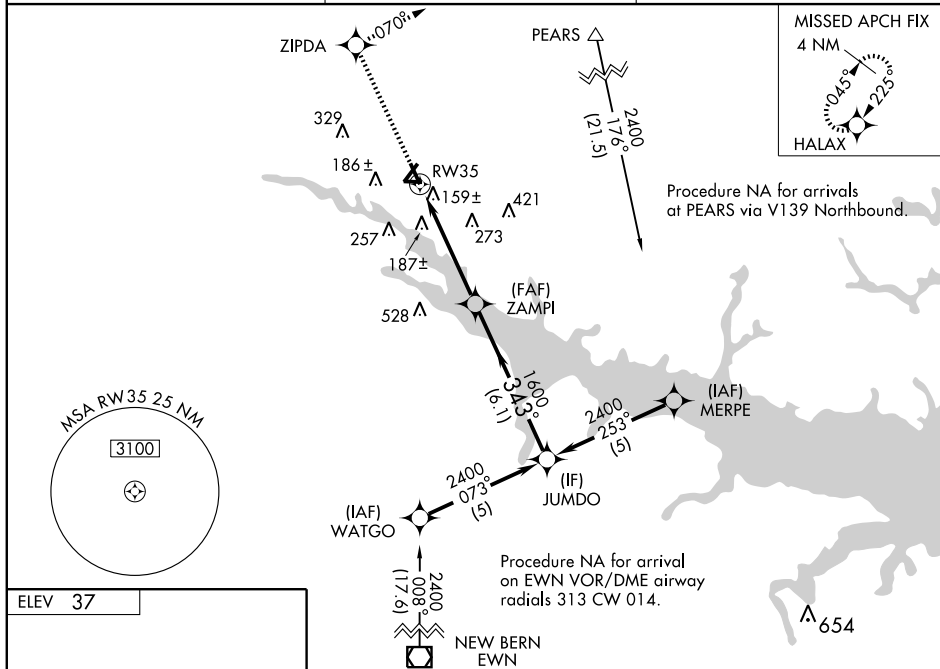 ZIPDA
070°
PEARS
MISSED APCH FIX
4 NM
045°
225°
HALAX
2400
176°
(21.5)
329
186±
RW35
159±
421
Procedure NA for arrivals
at PEARS via V139 Northbound.
257
273
187±
(FAF)
ZAMPI
528
1600
343°
(6.1)
MSA RW35 25 NM
3100
(IAF)
MERPE
2400
253°
(5)
2400
073°
(5)
(IF)
JUMDO
(IAF)
WATGO
Procedure NA for arrival
on EWN VOR/DME airway
radials 313 CW 014.
2400
008°
(17.6)
ELEV 37
654
NEW BERN
EWN